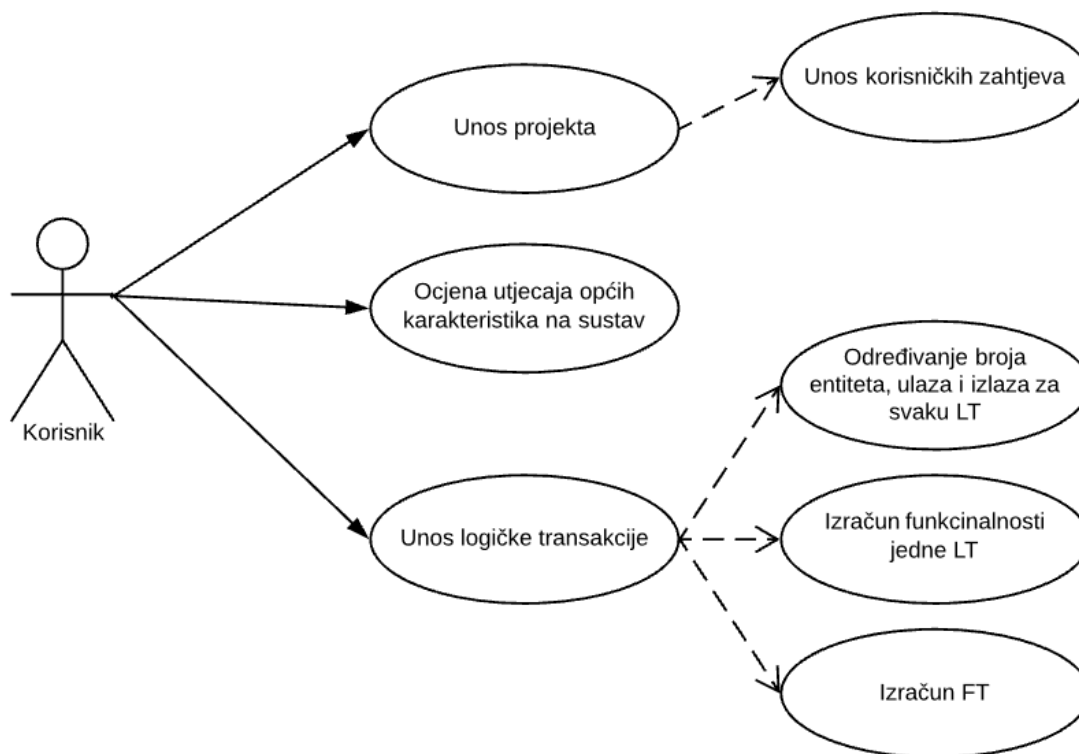 Unos korisničkih zahtjeva
Unos projekta
Ocjena utjecaja općih
karakteristika na sustav
Korisnik
Određivanje broja
entiteta, ulaza i izlaza za
svaku LT
Unos logičke transakcije
Izračun funkcinalnosti
jedne LT
Izračun FT